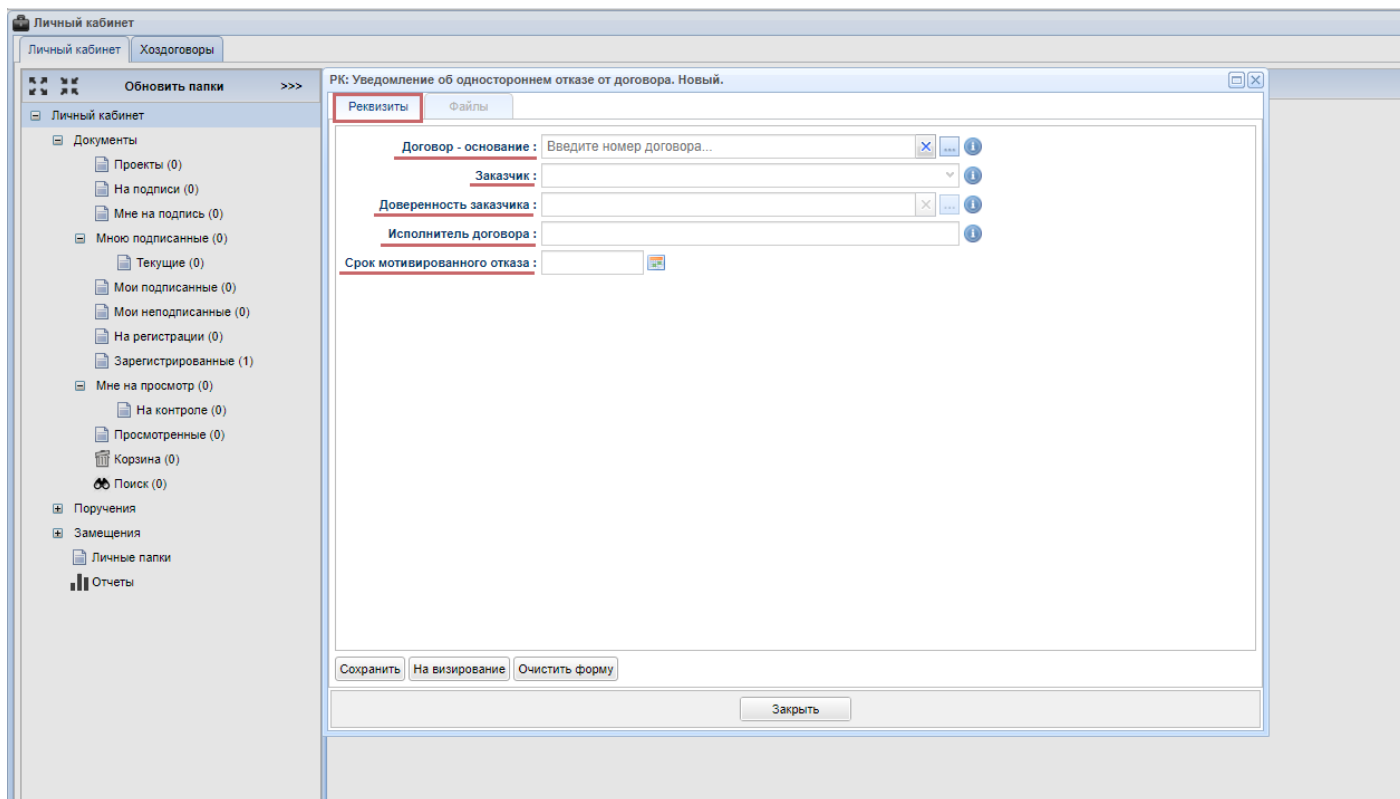 Личный кабинет
Личный кабинет Хоздоговоры
Обновить папки >>>
Личный кабинет
Документы
Проекты (0)
На подписи (0)
Мне на подпись (0)
Мною подписанные (0)
Текущие (0)
Мои подписанные (0)
Мои неподписанные (0)
На регистрации (0)
Зарегистрированные (1)
Мне на просмотр (0)
На контроле (0)
Просмотренные (0)
Корзина (0)
Поиск (0)
Поручения
Замещения
Личные папки
Отчеты
РК: Уведомление об одностороннем отказе от договора. Новый.
Реквизиты Файлы
Договор - основание : Введите номер договора... ...
Заказчик :
Доверенность заказчика : ...
Исполнитель договора :
Срок мотивированного отказа :
Сохранить На визирование Очистить форму
Закрыть